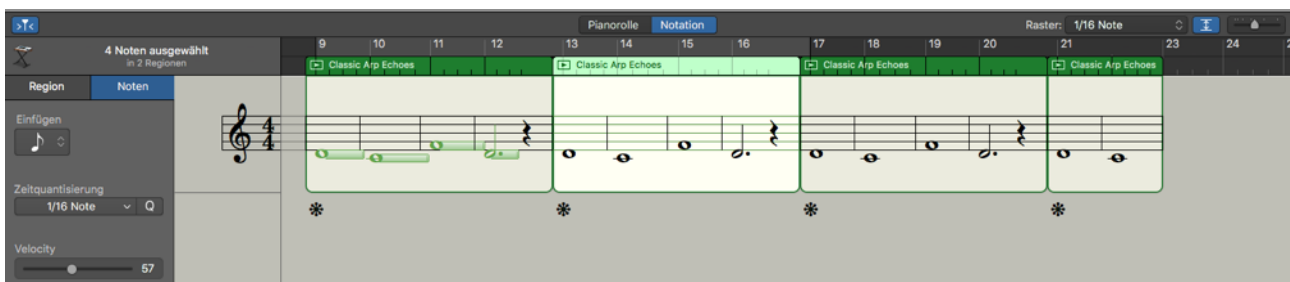 Pianorolle Notation Raster: 1/16 Note
4 Noten ausgewählt
in 2 Regionen
9 10 11 12 13 14 15 16 17 18 19 20 21 23 24
Classic Arp Echoes Classic Arp Echoes Classic Arp Echoes Classic Arp Echoes
Region Noten
Einfügen
4
4
Zeitquantisierung
1/16 Note Q
Velocity
57